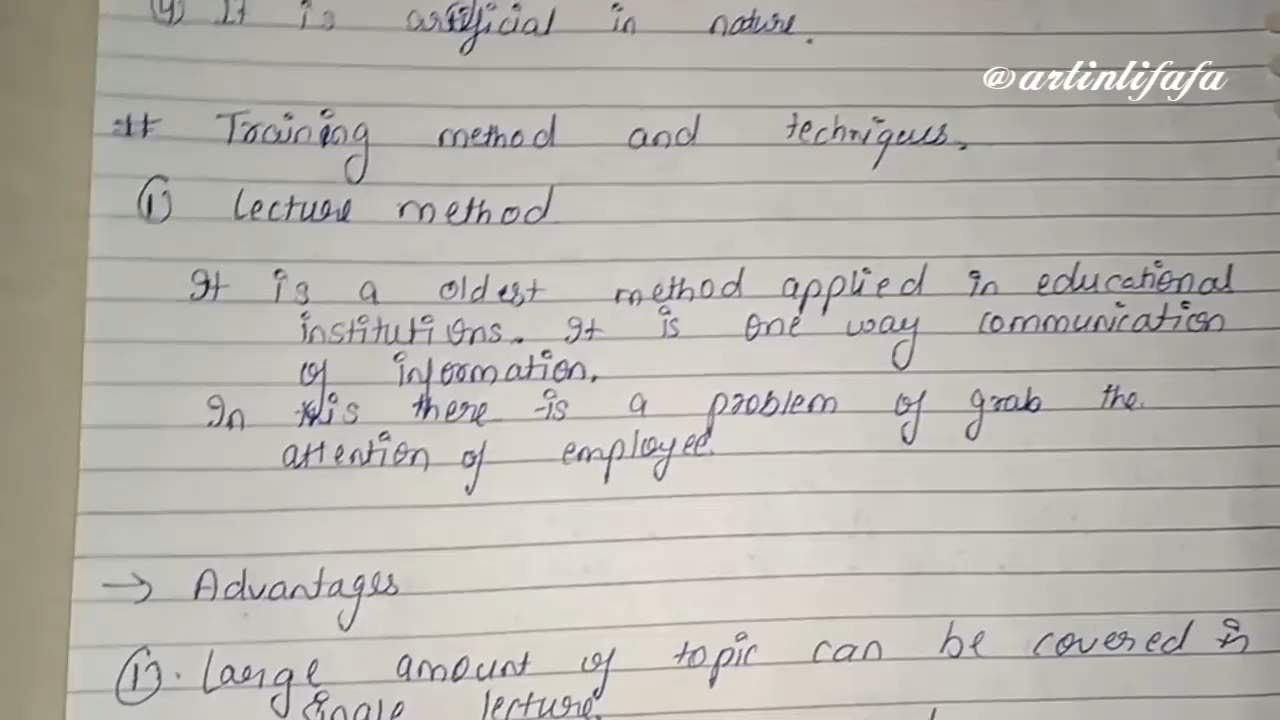 (4) It is artificial in nature.
@artinlifafa
# Training method and techniques.
(1) Lecture method
It is a oldest method applied in educational
institutions. It is one way communication
of information.
In this there is a problem of grab the
attention of employee.
→ Advantages
(1). Large amount of topic can be covered in
single lecture.